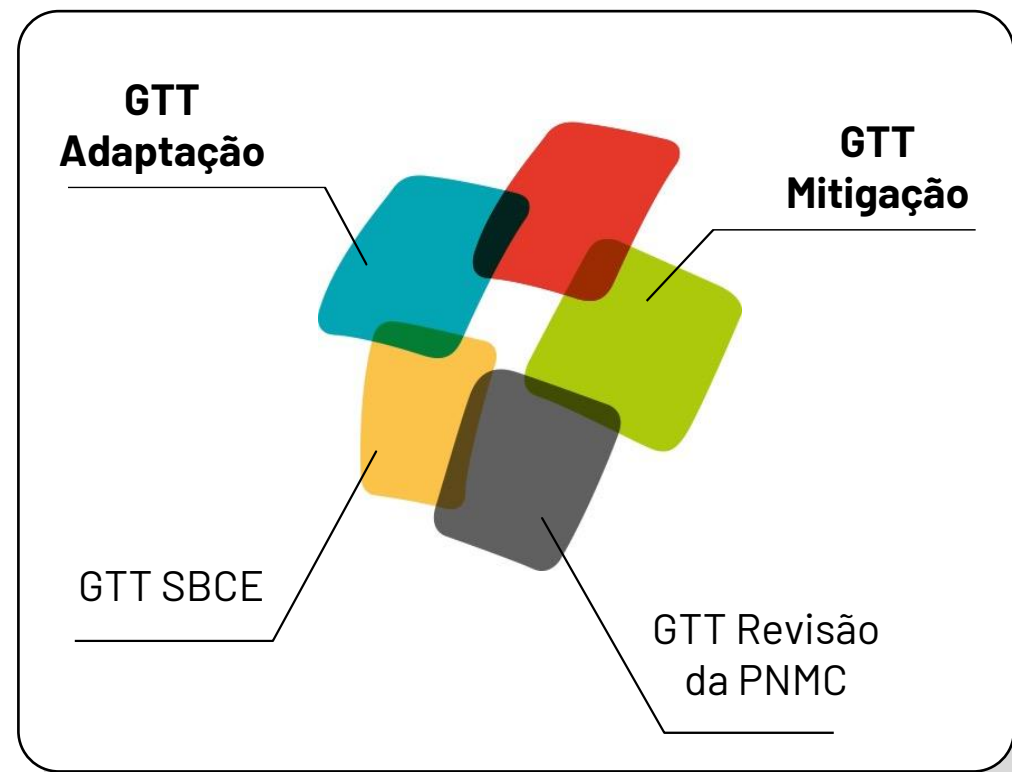 GTT
Adaptação
GTT
Mitigação
GTT SBCE
GTT Revisão
da PNMC